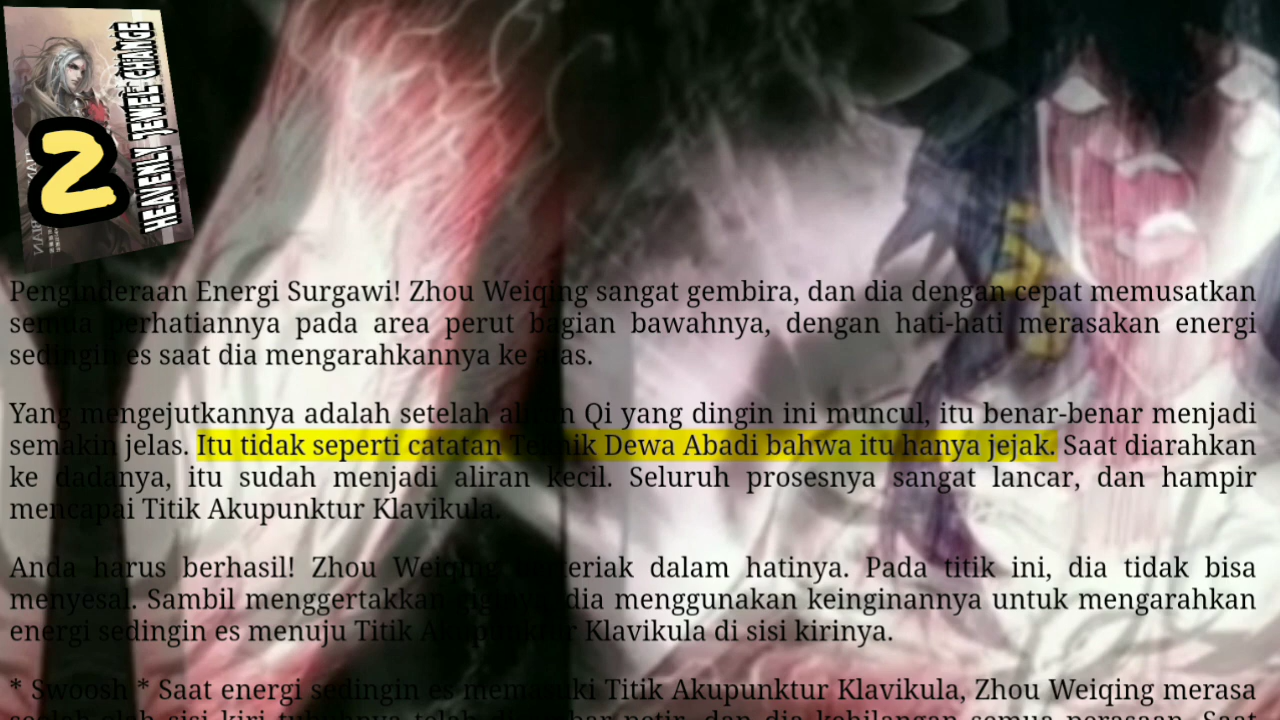 HEAVENLY JEWEL CHANGE
2
Penginderaan Energi Surgawi! Zhou Weiqing sangat gembira, dan dia dengan cepat memusatkan
semua perhatiannya pada area perut bagian bawahnya, dengan hati-hati merasakan energi
sedingin es saat dia mengarahkannya ke atas.
Yang mengejutkannya adalah setelah aliran Qi yang dingin ini muncul, itu benar-benar menjadi
semakin jelas. Itu tidak seperti catatan Teknik Dewa Abadi bahwa itu hanya jejak. Saat diarahkan
ke dadanya, itu sudah menjadi aliran kecil. Seluruh prosesnya sangat lancar, dan hampir
mencapai Titik Akupunktur Klavikula.
Anda harus berhasil! Zhou Weiqing berteriak dalam hatinya. Pada titik ini, dia tidak bisa
menyesal. Sambil menggertakkan giginya, dia menggunakan keinginannya untuk mengarahkan
energi sedingin es menuju Titik Akupunktur Klavikula di sisi kirinya.
* Swoosh * Saat energi sedingin es memasuki Titik Akupunktur Klavikula, Zhou Weiqing merasa